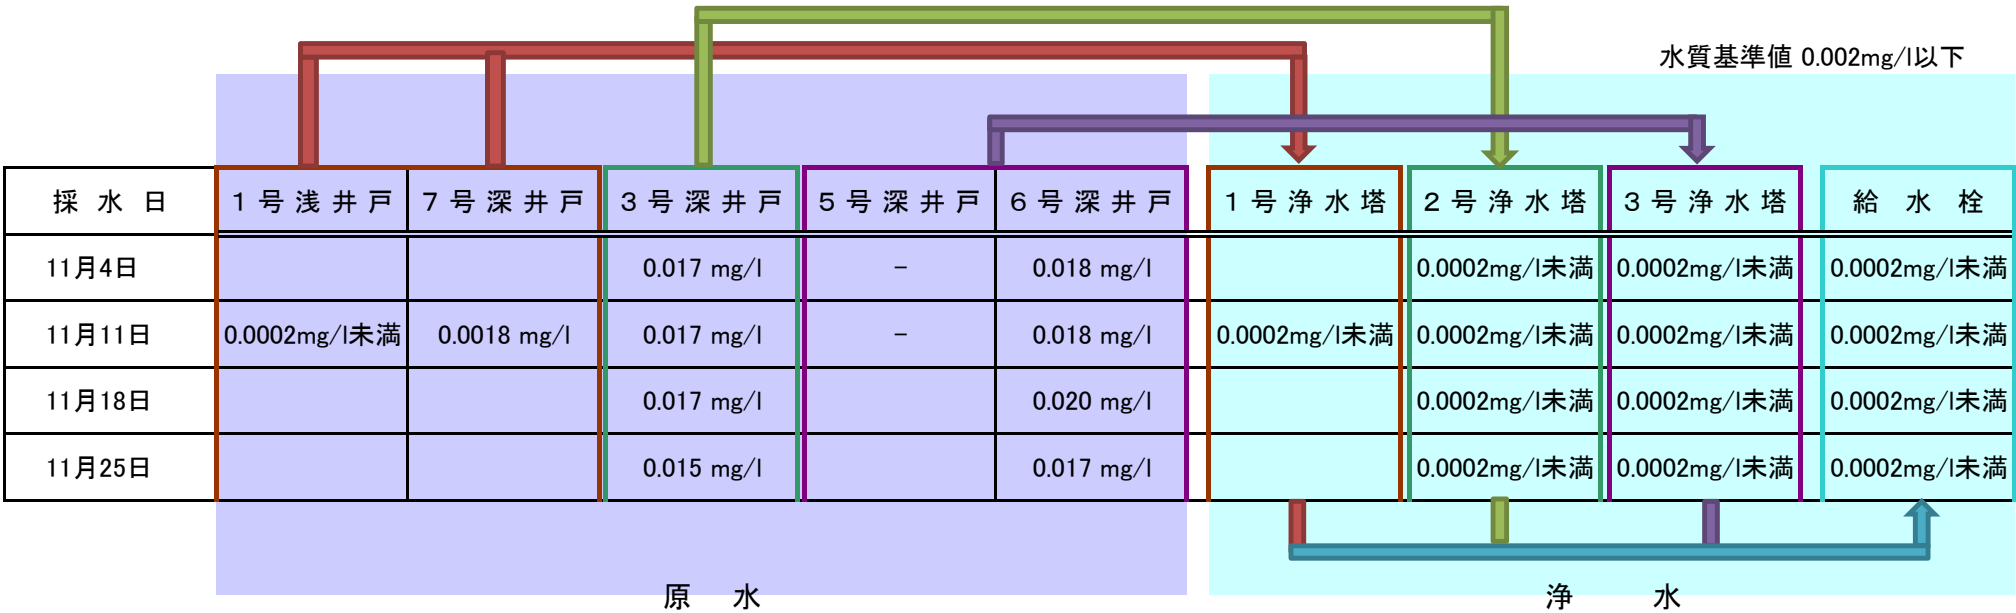 水質基準値 0.002mg/l以下
採 水 日 １号浅井戸 ７号深井戸 ３号深井戸 ５号深井戸 ６号深井戸 １号浄水塔 ２号浄水塔 ３号浄水塔 給 水 栓
11月4日 0.017 mg/l － 0.018 mg/l 0.0002mg/l未満 0.0002mg/l未満 0.0002mg/l未満
11月11日 0.0002mg/l未満 0.0018 mg/l 0.017 mg/l － 0.018 mg/l 0.0002mg/l未満 0.0002mg/l未満 0.0002mg/l未満 0.0002mg/l未満
11月18日 0.017 mg/l 0.020 mg/l 0.0002mg/l未満 0.0002mg/l未満 0.0002mg/l未満
11月25日 0.015 mg/l 0.017 mg/l 0.0002mg/l未満 0.0002mg/l未満 0.0002mg/l未満
原 水 浄 水